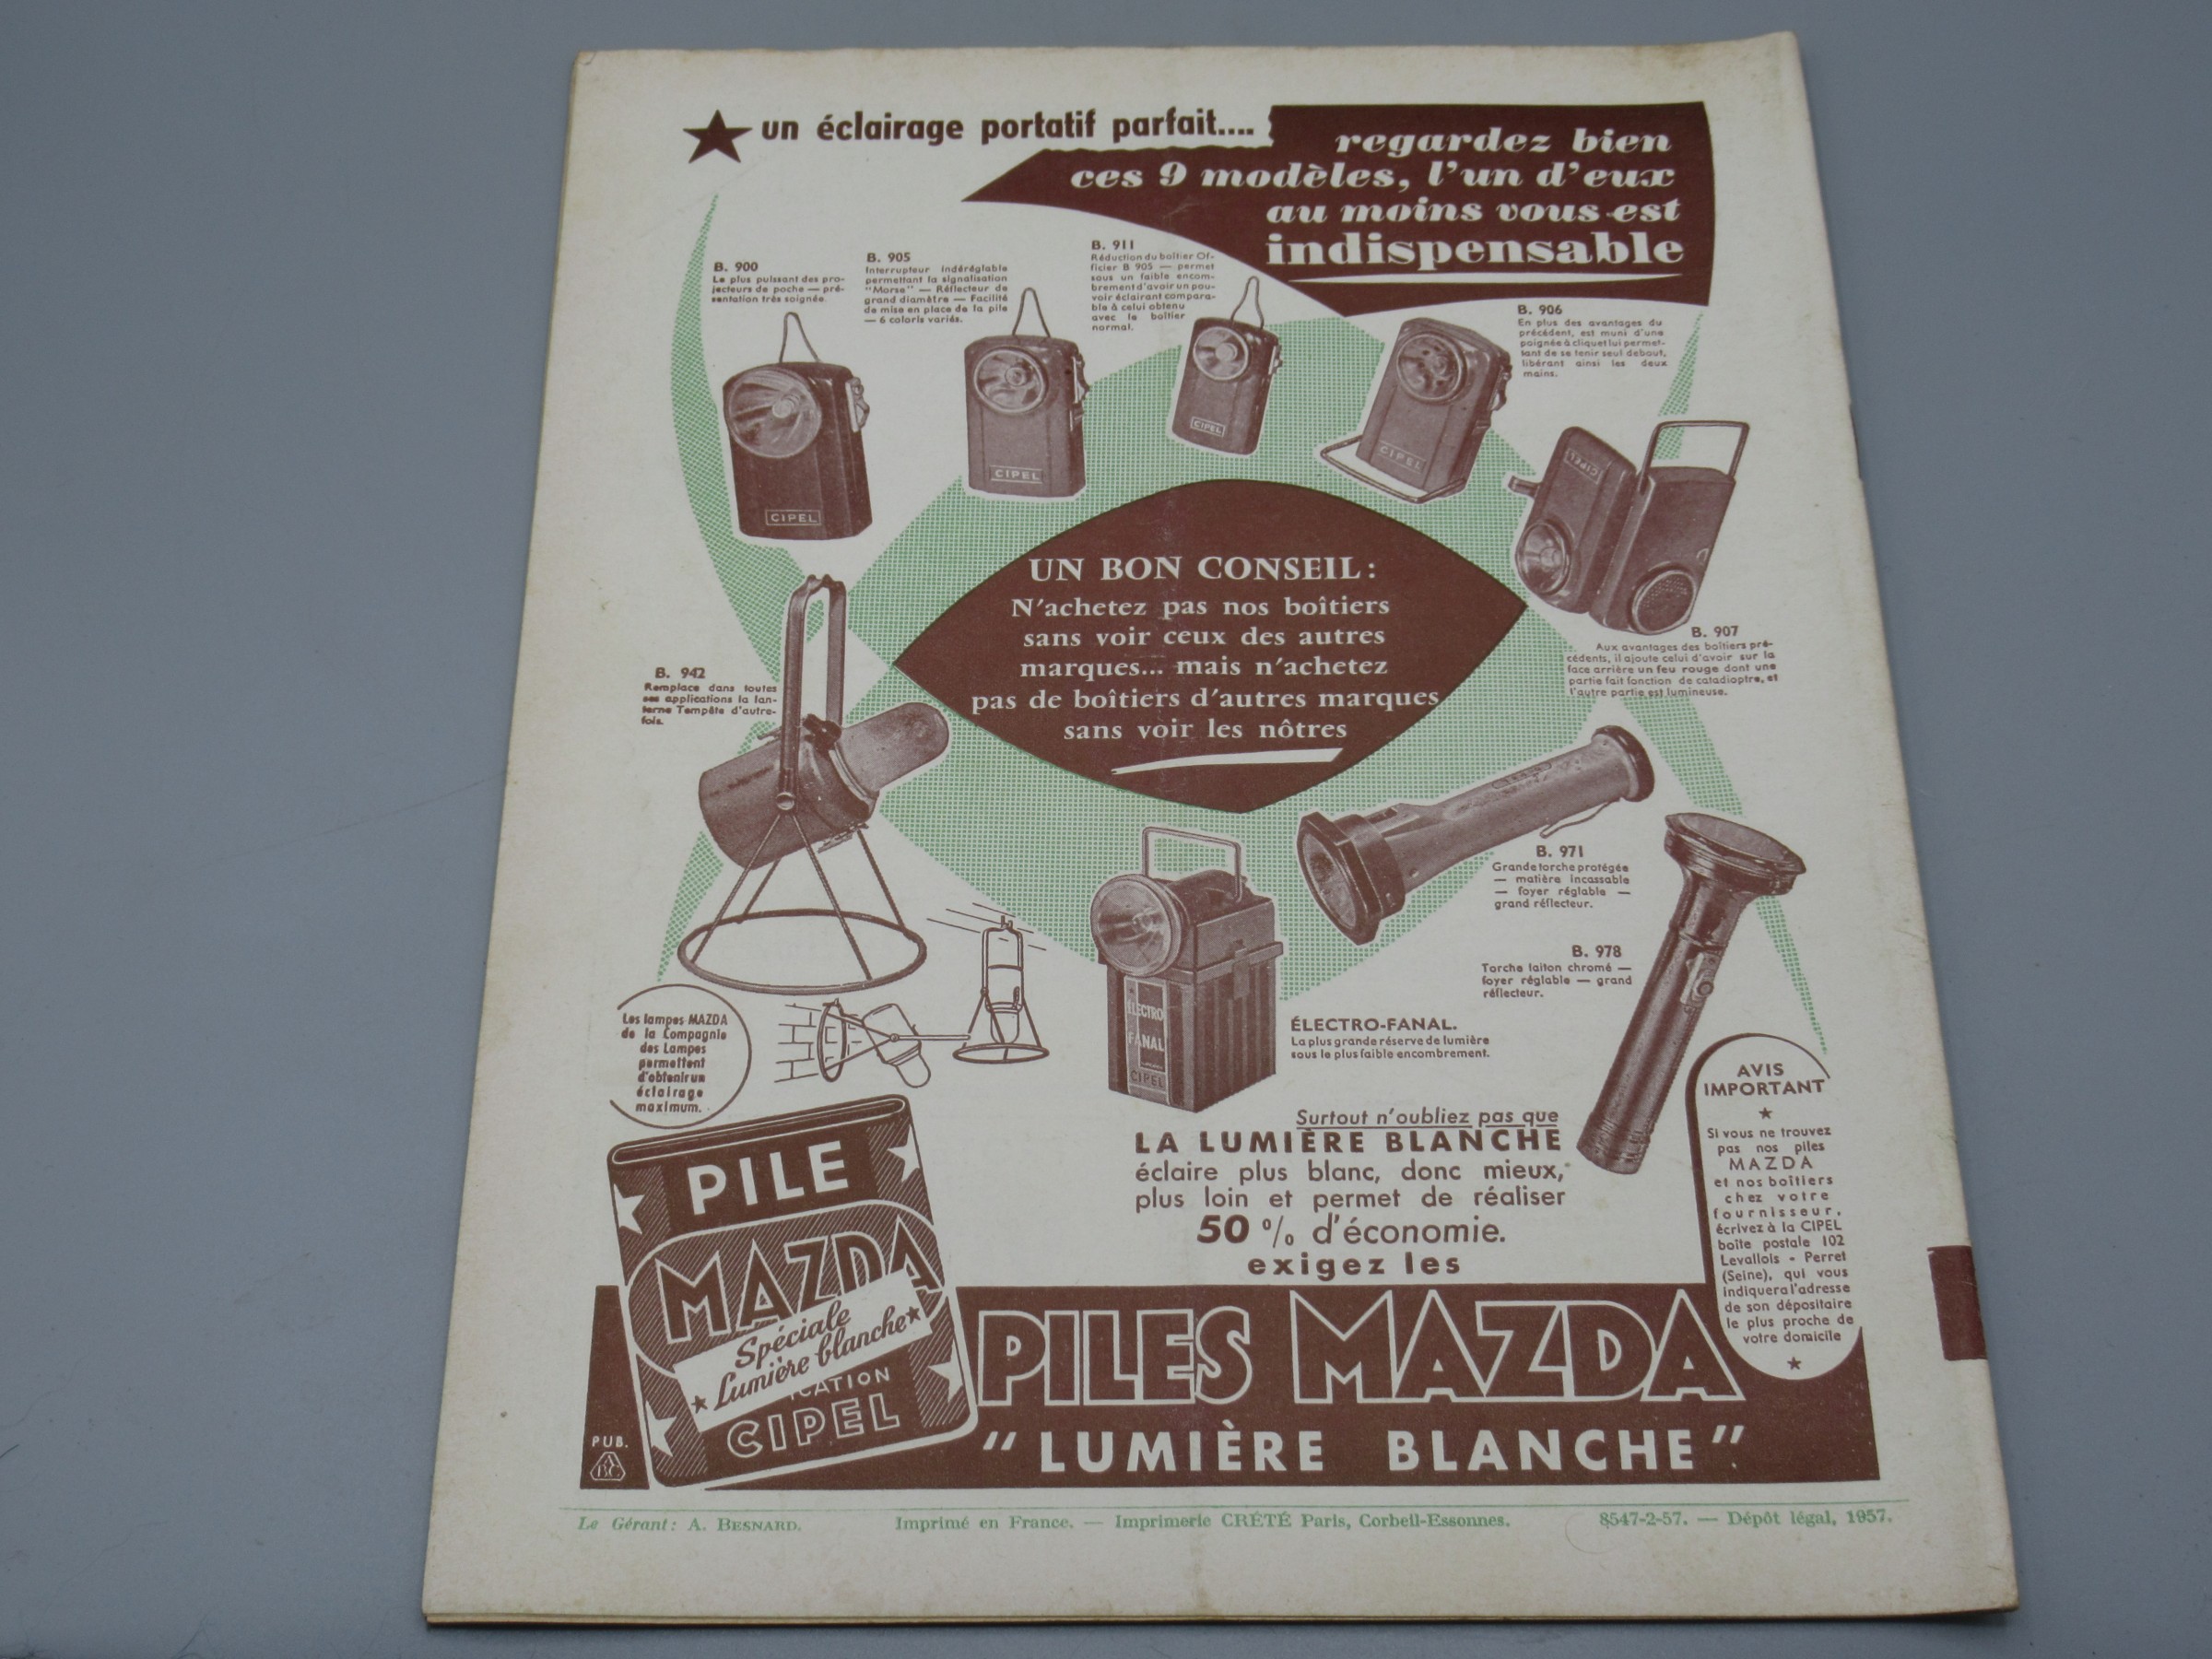 un éclairage portatif parfait....
regardez bien
ces 9 modèles, l'un d'eux
au moins vous est
indispensable
B. 900
Le plus puissant des pro-
jecteurs de poche — pré-
sentation très soignée.
B. 905
Interrupteur indéréglable
permettant la signalisation
"Morse" — Réflecteur de
grand diamètre — Facilité
de mise en place de la pile
— 6 coloris variés.
B. 911
Réduction du boîtier Of-
ficier B 905 — permet
sous un faible encom-
brement d'avoir un pou-
voir éclairant compara-
ble à celui obtenu
avec le boîtier
normal.
B. 906
En plus des avantages du
précédent, est muni d'une
poignée à cliquet lui permet-
tant de se tenir seul debout,
libérant ainsi les deux
mains.
CIPEL
CIPEL
CIPEL
CIPEL
CIPEL
UN BON CONSEIL :
N'achetez pas nos boîtiers
sans voir ceux des autres
marques... mais n'achetez
pas de boîtiers d'autres marques
sans voir les nôtres
B. 907
Aux avantages des boîtiers pré-
cédents, il ajoute celui d'avoir sur la
face arrière un feu rouge dont une
partie fait fonction de catadioptre, et
l'autre partie est lumineuse.
B. 942
Remplace dans toutes
ses applications la lan-
terne Tempête d'autre-
fois.
B. 971
Grande torche protégée
— matière incassable
— foyer réglable —
grand réflecteur.
B. 978
Torche laiton chromé —
foyer réglable — grand
réflecteur.
ÉLECTRO
FANAL
CIPEL
ÉLECTRO-FANAL.
La plus grande réserve de lumière
sous le plus faible encombrement.
Les lampes MAZDA
de la Compagnie
des Lampes
permettent
d'obtenir un
éclairage
maximum.
Surtout n'oubliez pas que
LA LUMIÈRE BLANCHE
éclaire plus blanc, donc mieux,
plus loin et permet de réaliser
50 % d'économie.
exigez les
PILES MAZDA
"LUMIÈRE BLANCHE"
PILE
MAZDA
Spéciale
Lumière blanche
CATION
CIPEL
AVIS
IMPORTANT
Si vous ne trouvez
pas nos piles
MAZDA
et nos boîtiers
chez votre
fournisseur,
écrivez à la CIPEL
boîte postale 102
Levallois - Perret
(Seine), qui vous
indiquera l'adresse
de son dépositaire
le plus proche de
votre domicile
PUB.
ABC
Le Gérant : A. BESNARD.
Imprimé en France. — Imprimerie CRÉTÉ Paris, Corbeil-Essonnes.
8547-2-57. — Dépôt légal, 1957.